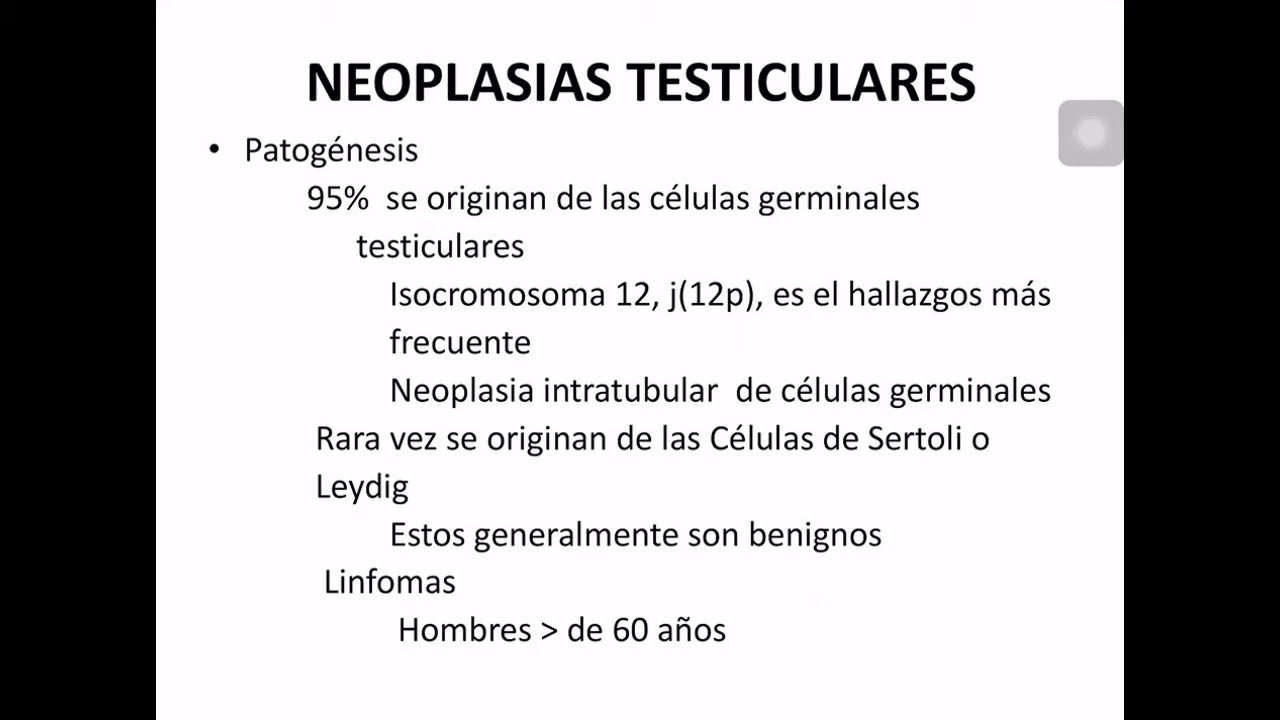 NEOPLASIAS TESTICULARES
• Patogénesis
95% se originan de las células germinales
testiculares
Isocromosoma 12, j(12p), es el hallazgos más
frecuente
Neoplasia intratubular de células germinales
Rara vez se originan de las Células de Sertoli o
Leydig
Estos generalmente son benignos
Linfomas
Hombres > de 60 años